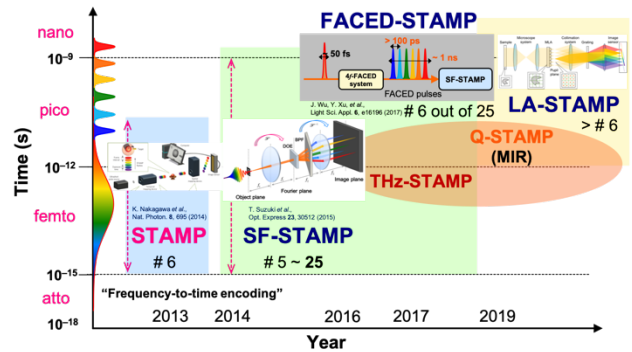 nano
10⁻⁹
pico
10⁻¹²
femto
10⁻¹⁵
atto
10⁻¹⁸
Time (s)
FACED-STAMP
> 100 ps
50 fs
~ 1 ns
4f-FACED
system
SF-STAMP
FACED pulses
J. Wu, Y. Xu, et al.,
Light Sci. Appl. 6, e16196 (2017)
# 6 out of 25
LA-STAMP
> # 6
Q-STAMP
(MIR)
THz-STAMP
DOE
BPF
Object plane
Fourier plane
Image plane
K. Nakagawa et al.,
Nat. Photon. 8, 695 (2014)
STAMP
# 6
T. Suzuki et al.,
Opt. Express 23, 30512 (2015)
SF-STAMP
# 5 ~ 25
“Frequency-to-time encoding”
2013
2014
2016
2017
2019
Year